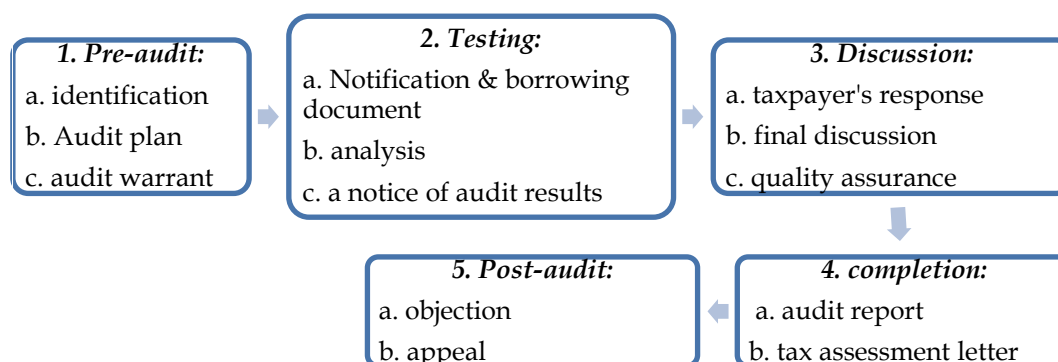 1. Pre-audit:
a. identification
b. Audit plan
c. audit warrant
2. Testing:
a. Notification & borrowing
document
b. analysis
c. a notice of audit results
3. Discussion:
a. taxpayer's response
b. final discussion
c. quality assurance
4. completion:
a. audit report
b. tax assessment letter
5. Post-audit:
a. objection
b. appeal